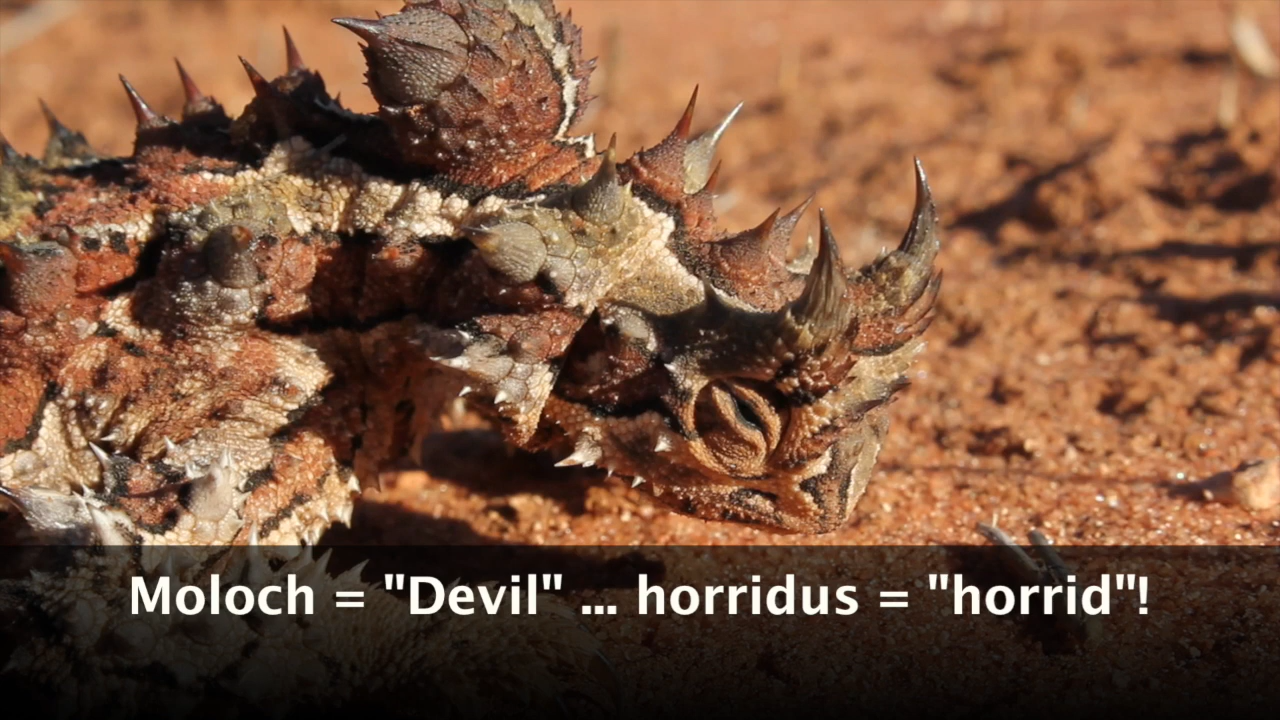 Moloch = "Devil" ... horridus = "horrid"!